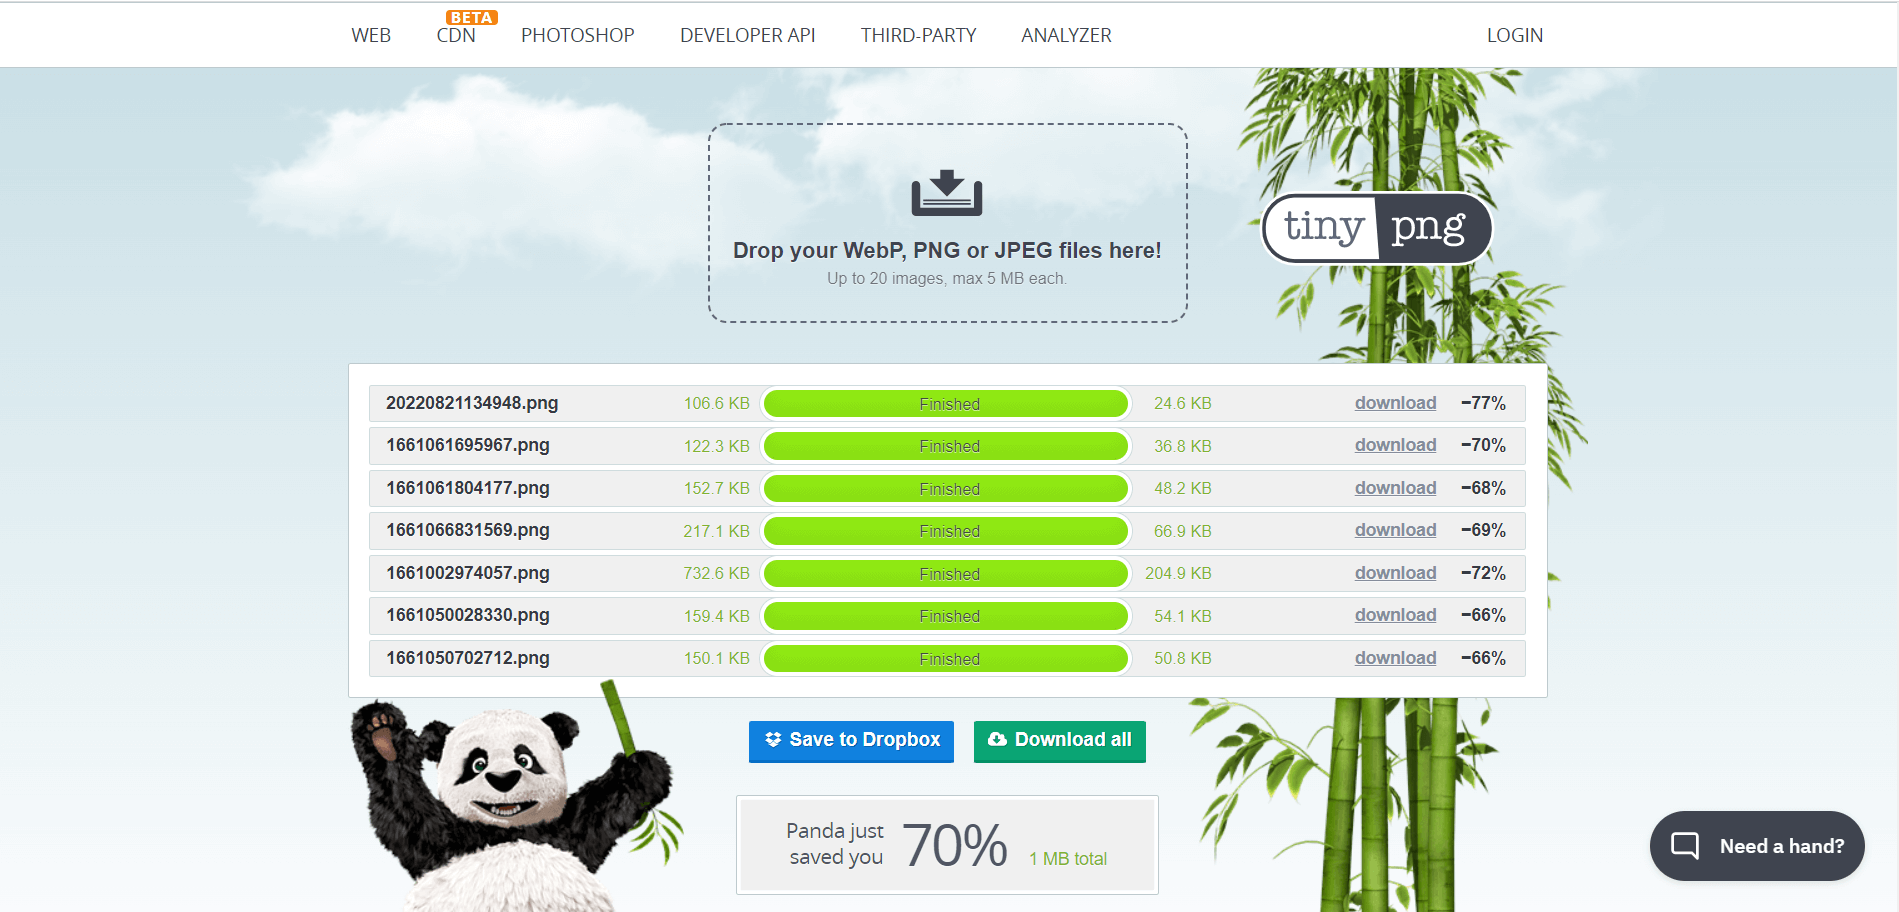 WEB CDN BETA PHOTOSHOP DEVELOPER API THIRD-PARTY ANALYZER LOGIN
Drop your WebP, PNG or JPEG files here!
Up to 20 images, max 5 MB each.
tiny png
20220821134948.png 106.6 KB Finished 24.6 KB download −77%
1661061695967.png 122.3 KB Finished 36.8 KB download −70%
1661061804177.png 152.7 KB Finished 48.2 KB download −68%
1661066831569.png 217.1 KB Finished 66.9 KB download −69%
1661002974057.png 732.6 KB Finished 204.9 KB download −72%
1661050028330.png 159.4 KB Finished 54.1 KB download −66%
1661050702712.png 150.1 KB Finished 50.8 KB download −66%
Save to Dropbox Download all
Panda just
saved you 70% 1 MB total
Need a hand?